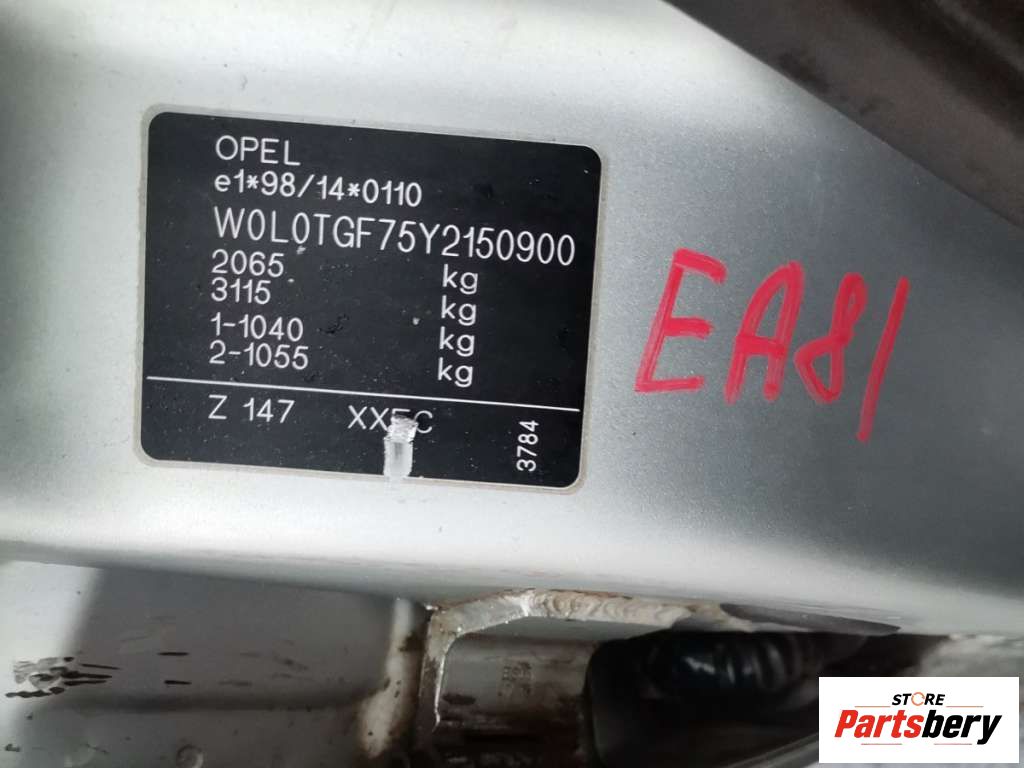 OPEL
e1*98/14*0110
W0L0TGF75Y2150900
2065 kg
3115 kg
1-1040 kg
2-1055 kg
Z 147
3784
EA81
STORE
Partsbery